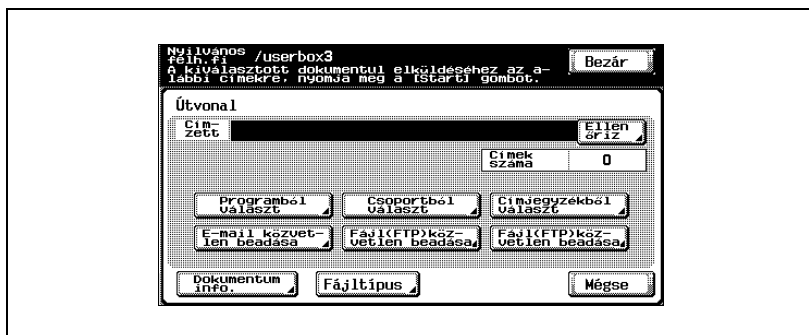 Nyilvános
félh.fi /userbox3
Bezár
A kiválasztott dokumentul elküldéséhez az a-
lábbi címekre, nyomja meg a [Start] gombot.
Útvonal
Cím-
zett
Ellen
őriz
Címek
száma
0
Programból
választ
Csoportból
választ
Címjegyzékből
választ
E-mail közvet-
len beadása
Fájl(FTP)köz-
vetlen beadása
Fájl(FTP)köz-
vetlen beadása
Dokumentum
info.
Fájltípus
Mégse